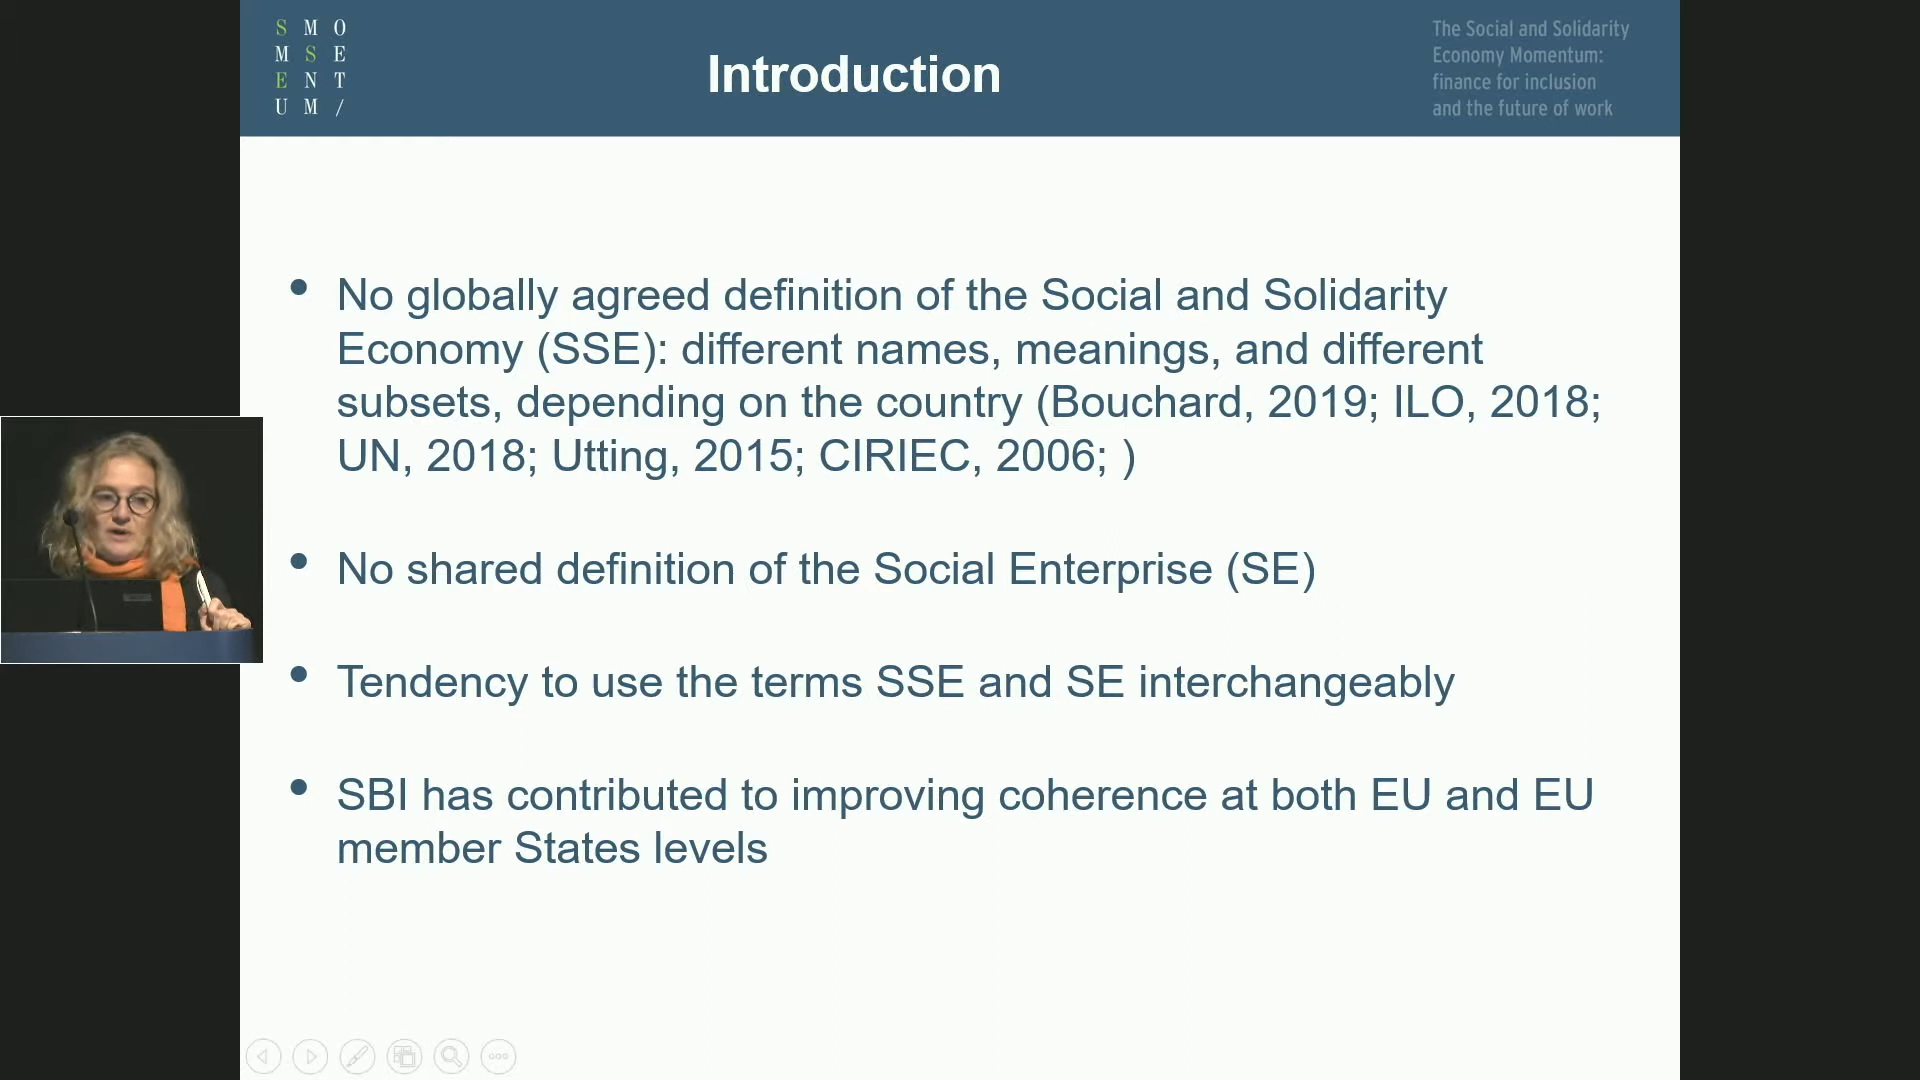 S M O
M S E
E N T
U M /
Introduction
The Social and Solidarity
Economy Momentum:
finance for inclusion
and the future of work
• No globally agreed definition of the Social and Solidarity
Economy (SSE): different names, meanings, and different
subsets, depending on the country (Bouchard, 2019; ILO, 2018;
UN, 2018; Utting, 2015; CIRIEC, 2006; )
• No shared definition of the Social Enterprise (SE)
• Tendency to use the terms SSE and SE interchangeably
• SBI has contributed to improving coherence at both EU and EU
member States levels